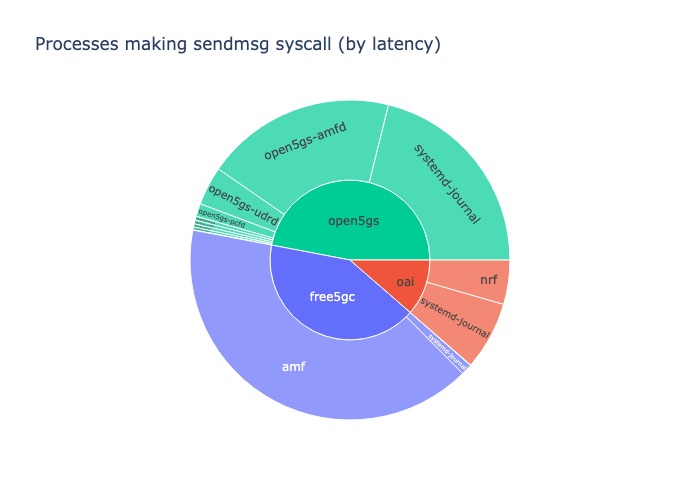 Processes making sendmsg syscall (by latency)
open5gs-amfd
systemd-journal
open5gs-udrd
open5gs-pcfd
open5gs
oai
nrf
free5gc
systemd-journal
systemd-journal
amf